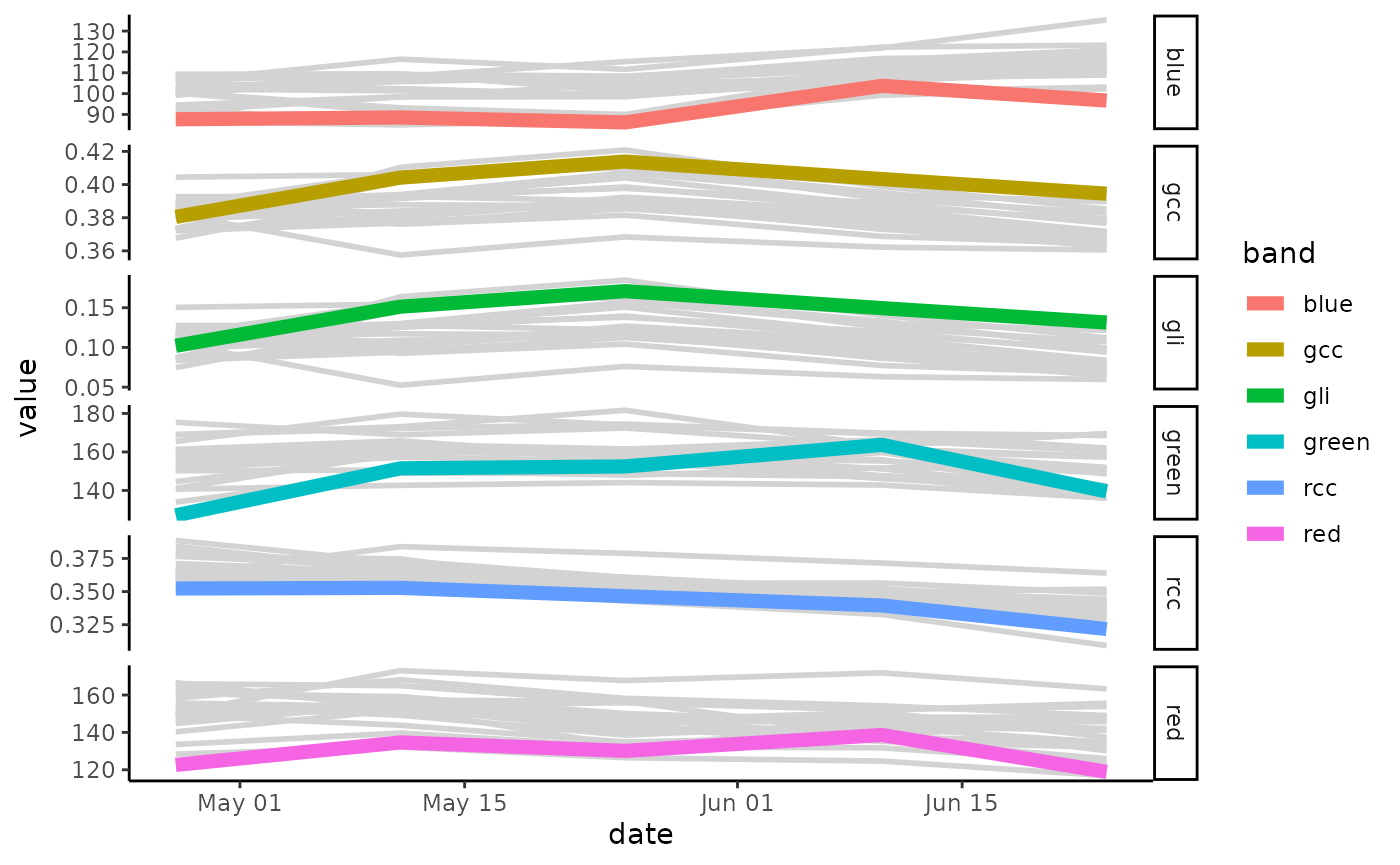 130
120
110
100
90
blue
0.42
0.40
0.38
0.36
gcc
0.15
0.10
0.05
gli
180
160
140
green
0.375
0.350
0.325
rcc
160
140
120
red
May 01
May 15
Jun 01
Jun 15
date
value
band
blue
gcc
gli
green
rcc
red